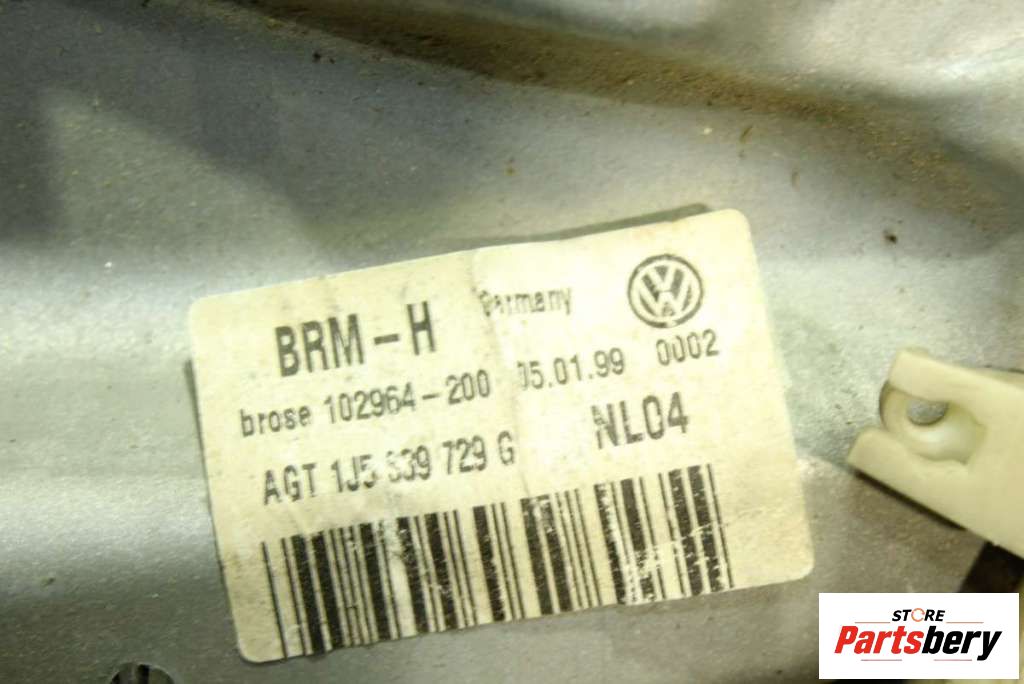 BRM-H Germany
brose 102964-200 05.01.99 0002
AGT 1J5 839 729 G NL04
STORE
Partsbery